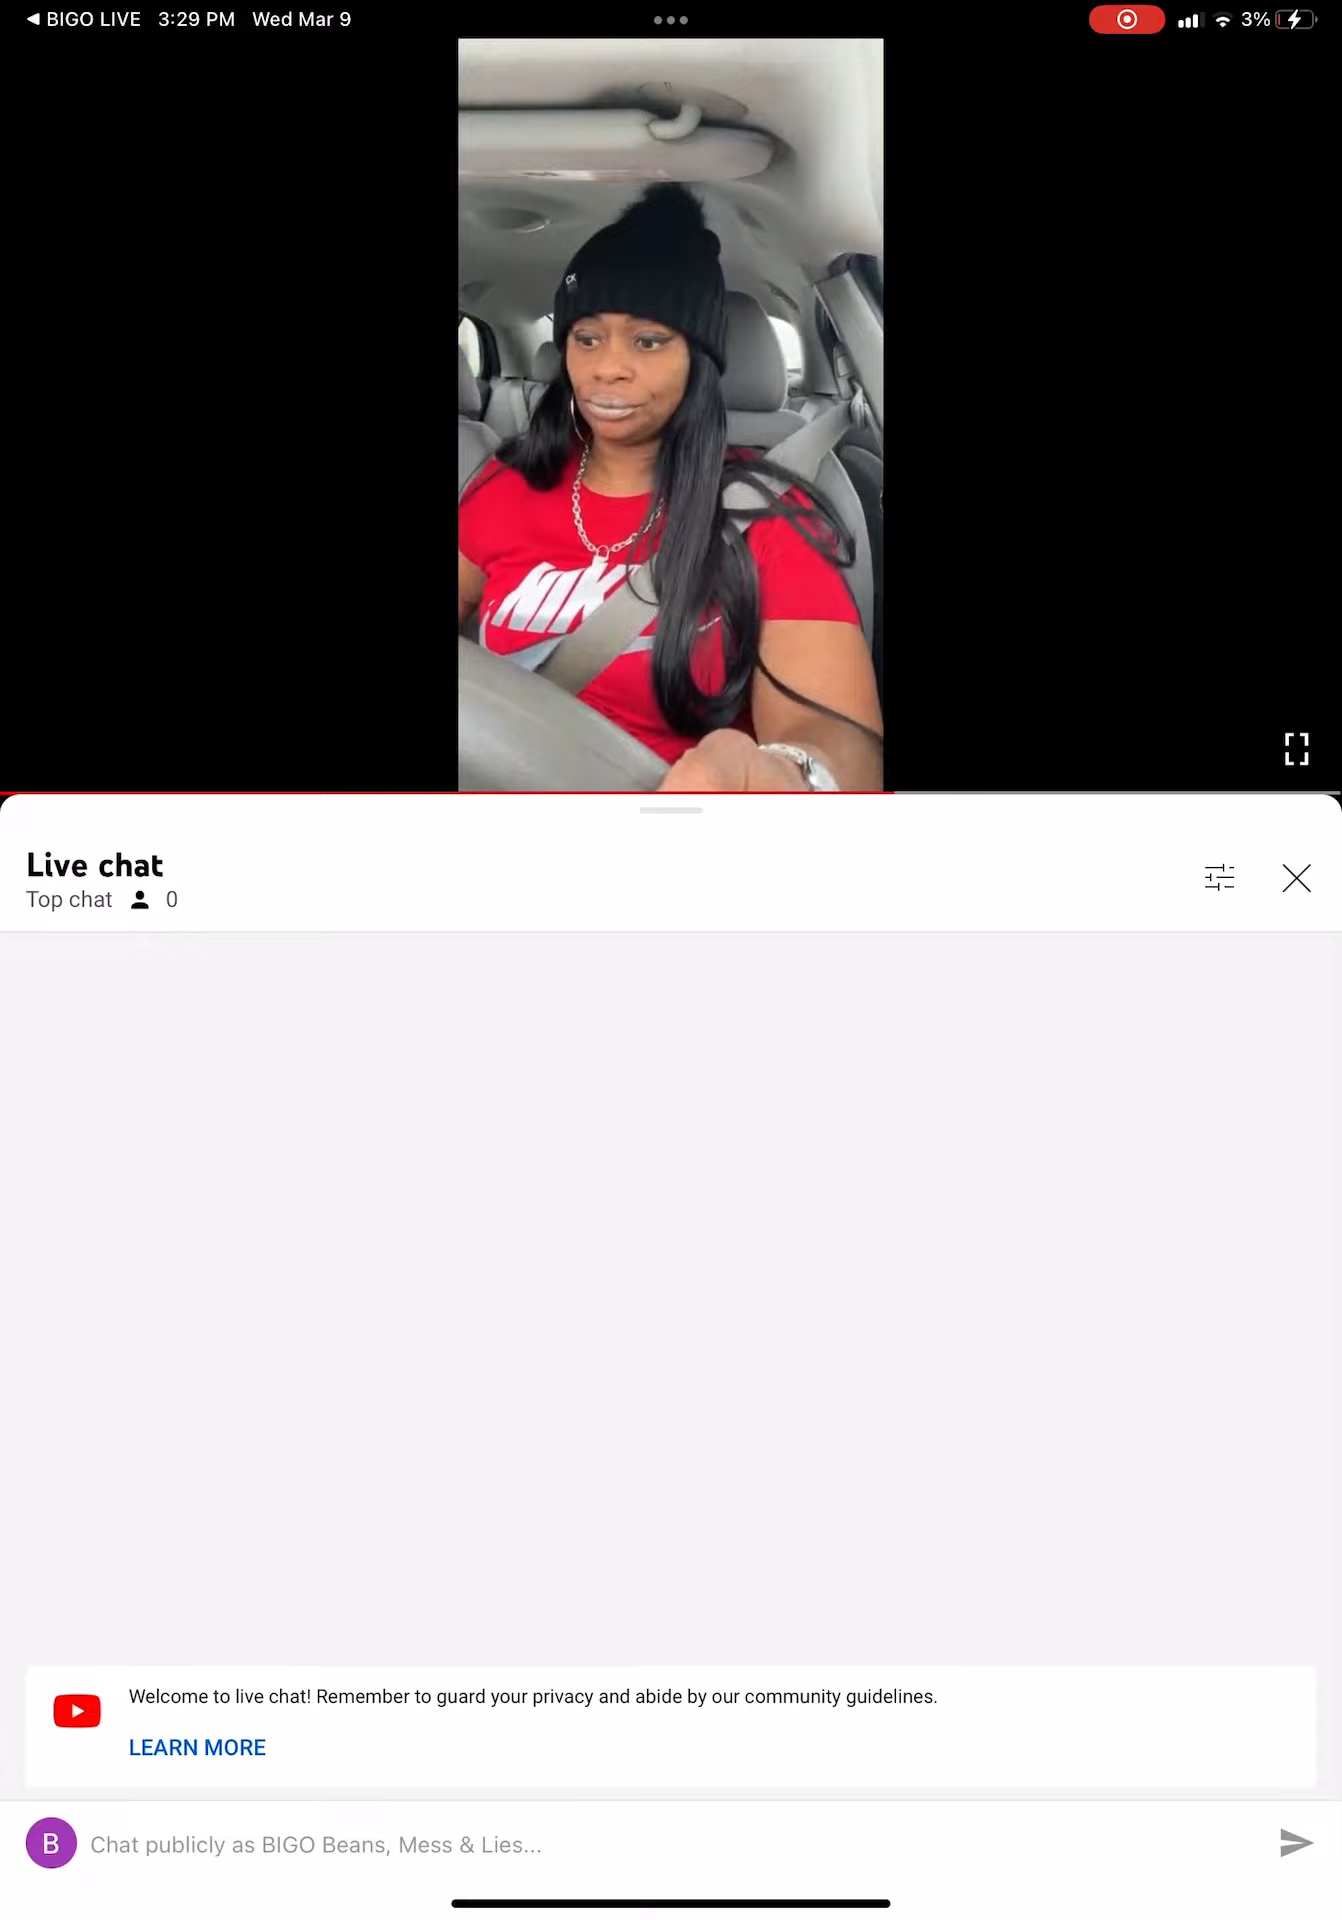 BIGO LIVE 3:29 PM Wed Mar 9 3%
CK
NIK
Live chat
Top chat 0
Welcome to live chat! Remember to guard your privacy and abide by our community guidelines.
LEARN MORE
B Chat publicly as BIGO Beans, Mess & Lies...